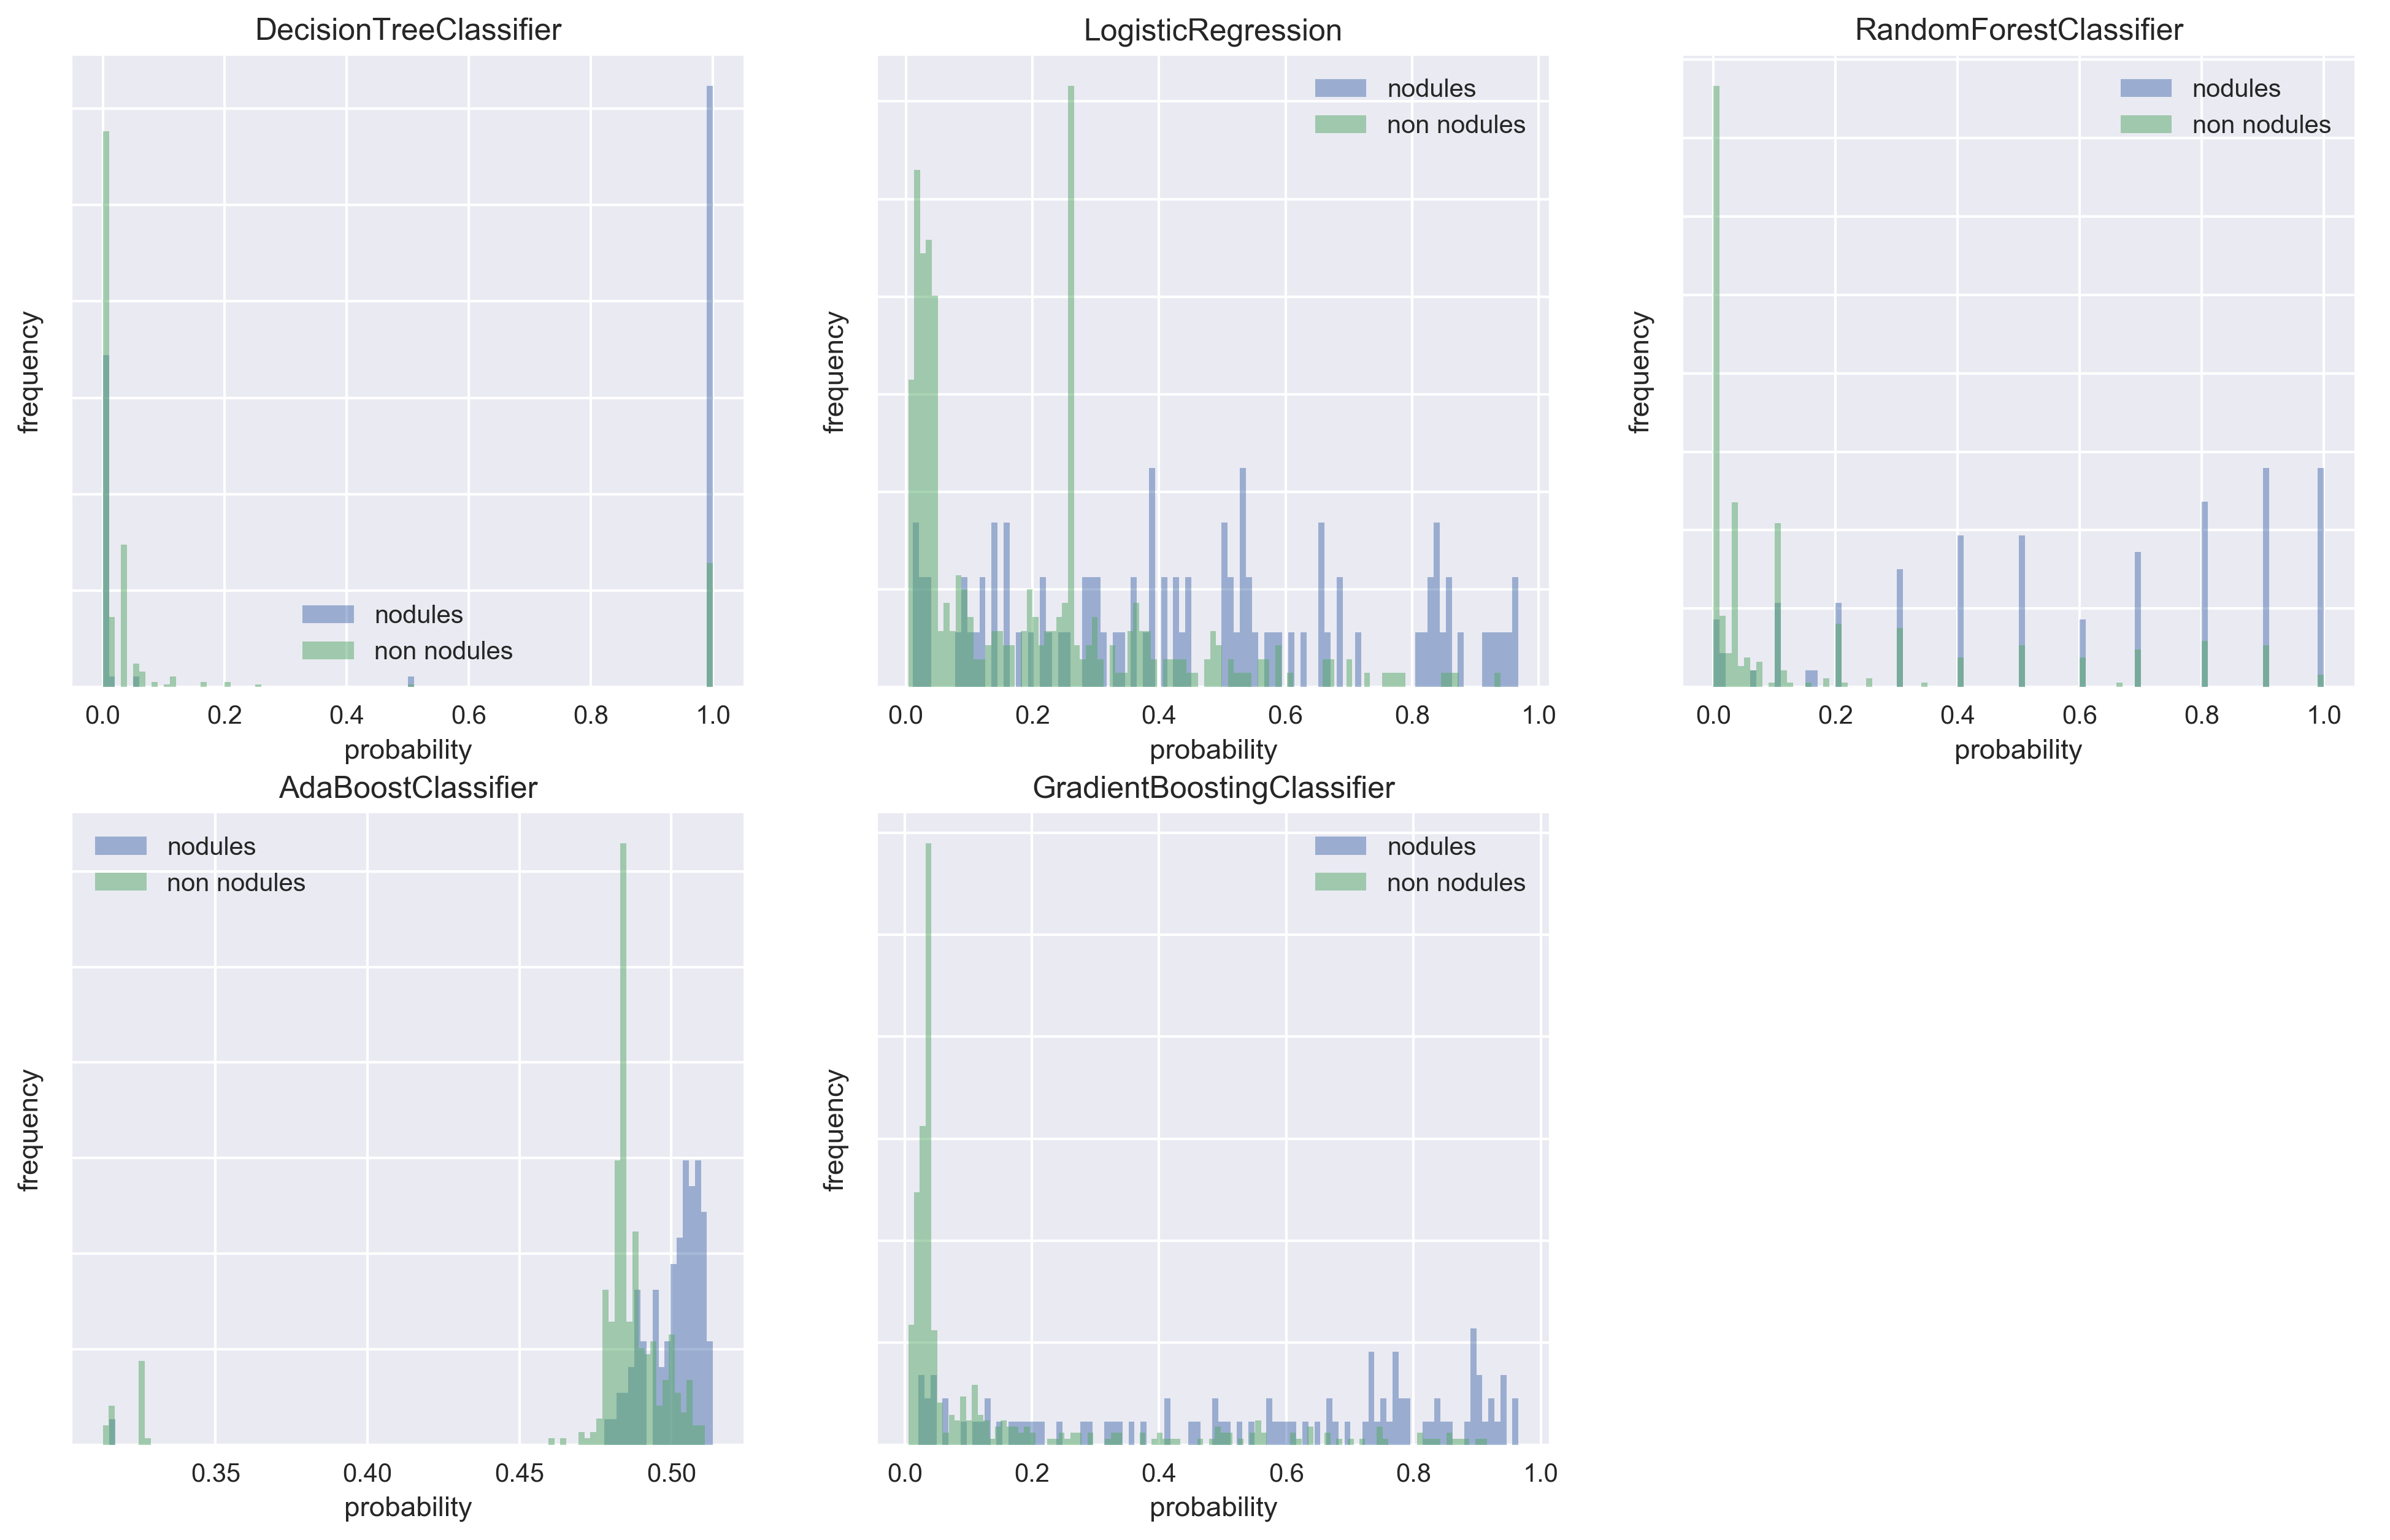 DecisionTreeClassifier
frequency
nodules
non nodules
0.0 0.2 0.4 0.6 0.8 1.0
probability
LogisticRegression
frequency
nodules
non nodules
0.0 0.2 0.4 0.6 0.8 1.0
probability
RandomForestClassifier
frequency
nodules
non nodules
0.0 0.2 0.4 0.6 0.8 1.0
probability
AdaBoostClassifier
frequency
nodules
non nodules
0.35 0.40 0.45 0.50
probability
GradientBoostingClassifier
frequency
nodules
non nodules
0.0 0.2 0.4 0.6 0.8 1.0
probability